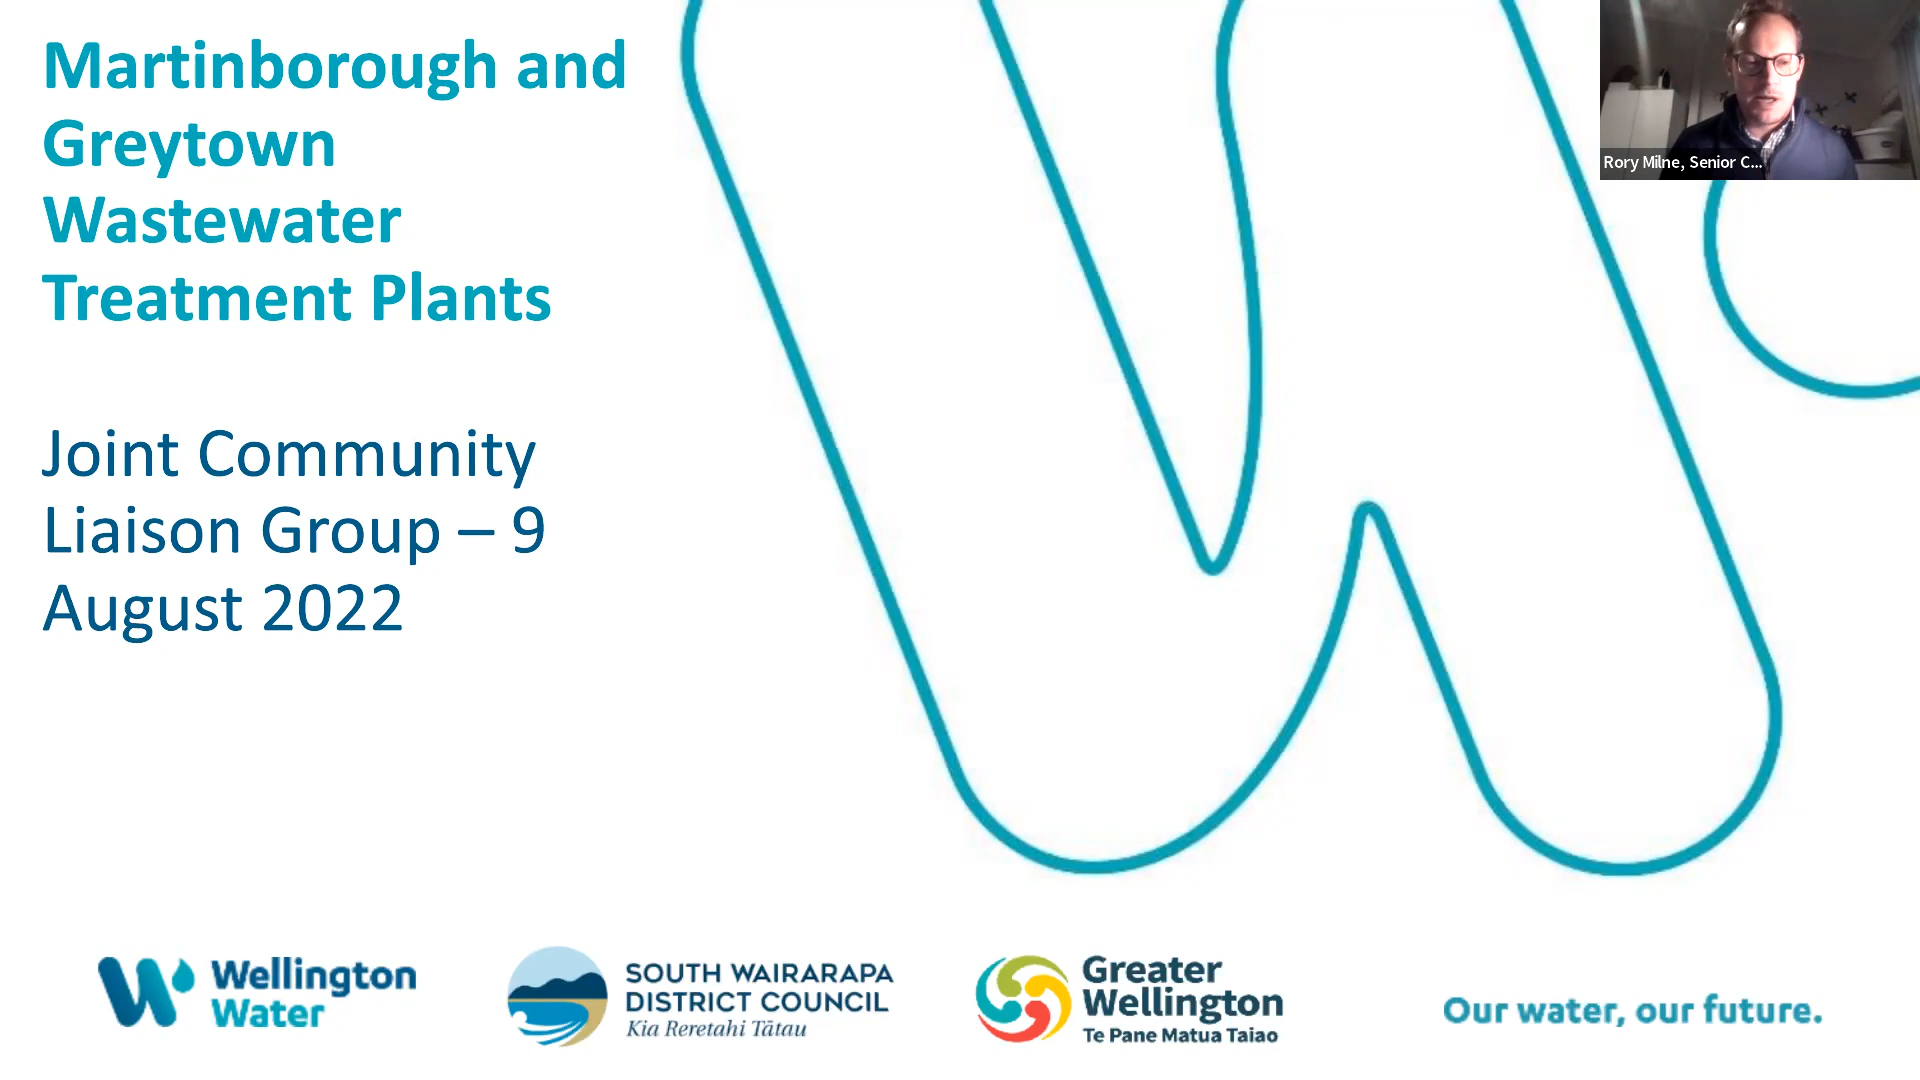 Martinborough and
Greytown
Wastewater
Treatment Plants
Joint Community
Liaison Group – 9
August 2022
Rory Milne, Senior C...
Wellington
Water
SOUTH WAIRARAPA
DISTRICT COUNCIL
Kia Reretahi Tātau
Greater
Wellington
Te Pane Matua Taiao
Our water, our future.